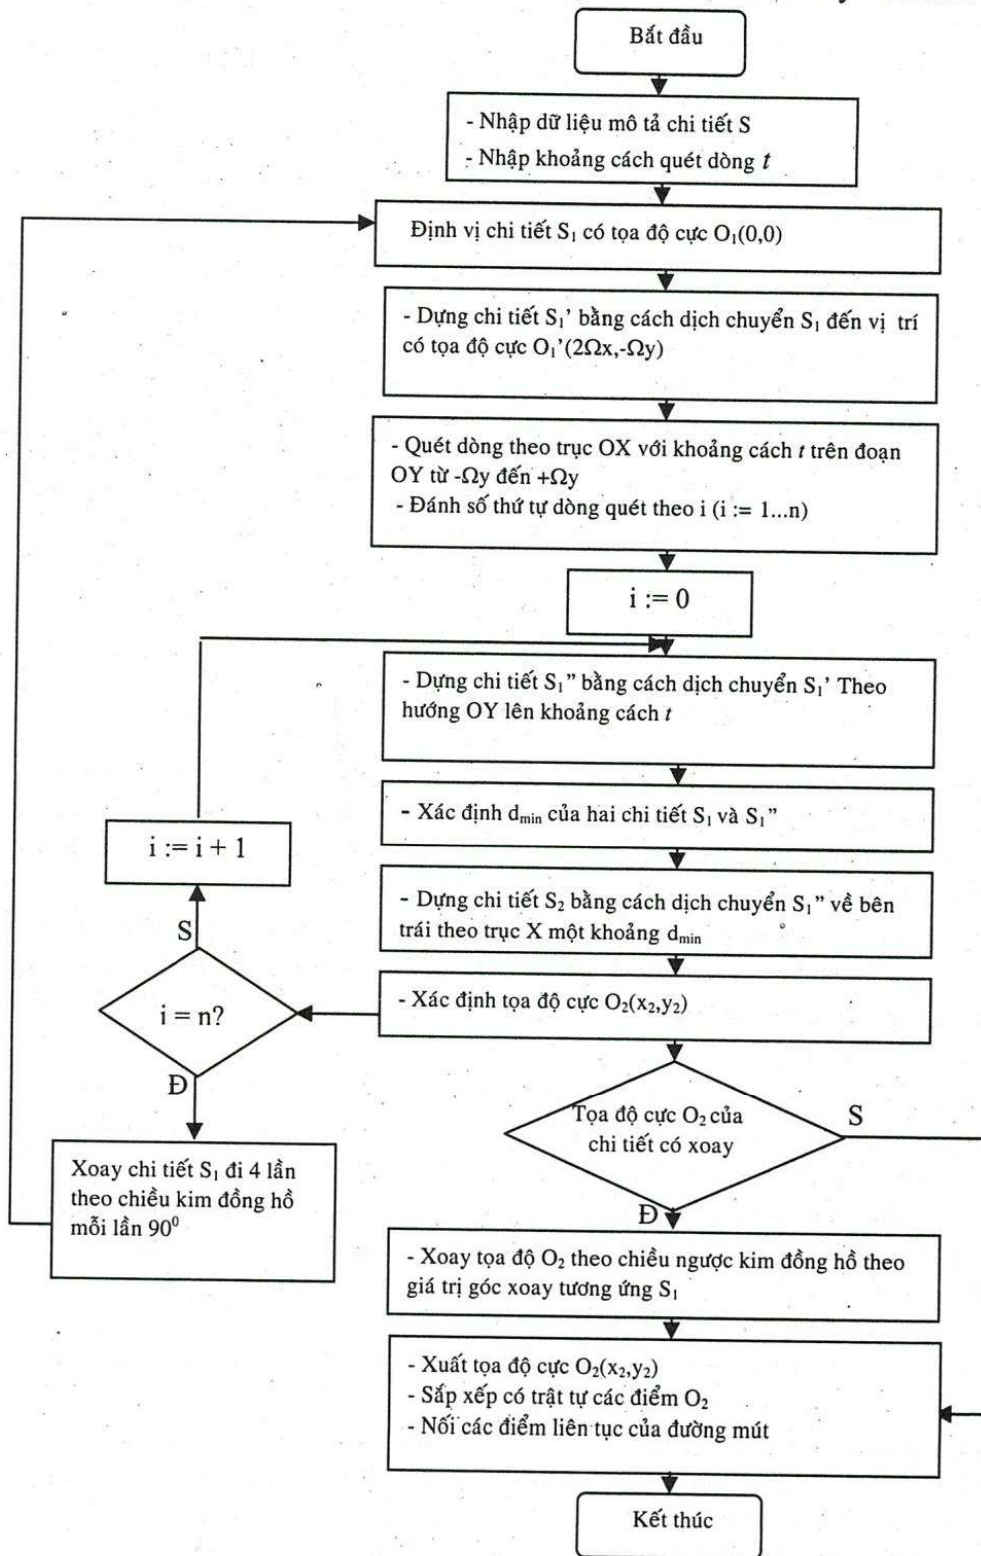 Bắt đầu
- Nhập dữ liệu mô tả chi tiết S
- Nhập khoảng cách quét dòng t
Định vị chi tiết S₁ có tọa độ cực O₁(0,0)
- Dựng chi tiết S₁’ bằng cách dịch chuyển S₁ đến vị trí
có tọa độ cực O₁’(2Ωx,-Ωy)
- Quét dòng theo trục OX với khoảng cách t trên đoạn
OY từ -Ωy đến +Ωy
- Đánh số thứ tự dòng quét theo i (i := 1...n)
i := 0
- Dựng chi tiết S₁” bằng cách dịch chuyển S₁’ Theo
hướng OY lên khoảng cách t
- Xác định dmin của hai chi tiết S₁ và S₁”
i := i + 1
- Dựng chi tiết S₂ bằng cách dịch chuyển S₁” về bên
trái theo trục X một khoảng dmin
S
- Xác định tọa độ cực O₂(x₂,y₂)
i = n?
Đ
Tọa độ cực O₂ của
chi tiết có xoay
S
Đ
Xoay chi tiết S₁ đi 4 lần
theo chiều kim đồng hồ
mỗi lần 90⁰
- Xoay tọa độ O₂ theo chiều ngược kim đồng hồ theo
giá trị góc xoay tương ứng S₁
- Xuất tọa độ cực O₂(x₂,y₂)
- Sắp xếp có trật tự các điểm O₂
- Nối các điểm liên tục của đường mút
Kết thúc